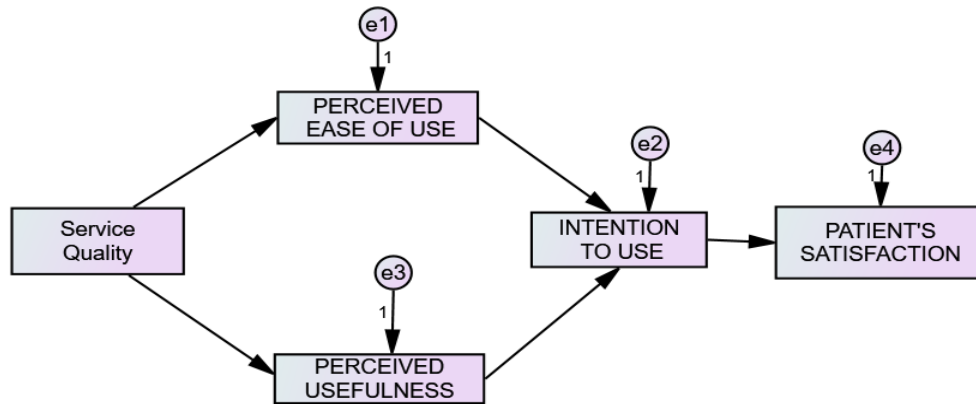 e1
1
PERCEIVED
EASE OF USE
e2
1
e4
1
Service
Quality
INTENTION
TO USE
PATIENT'S
SATISFACTION
e3
1
PERCEIVED
USEFULNESS